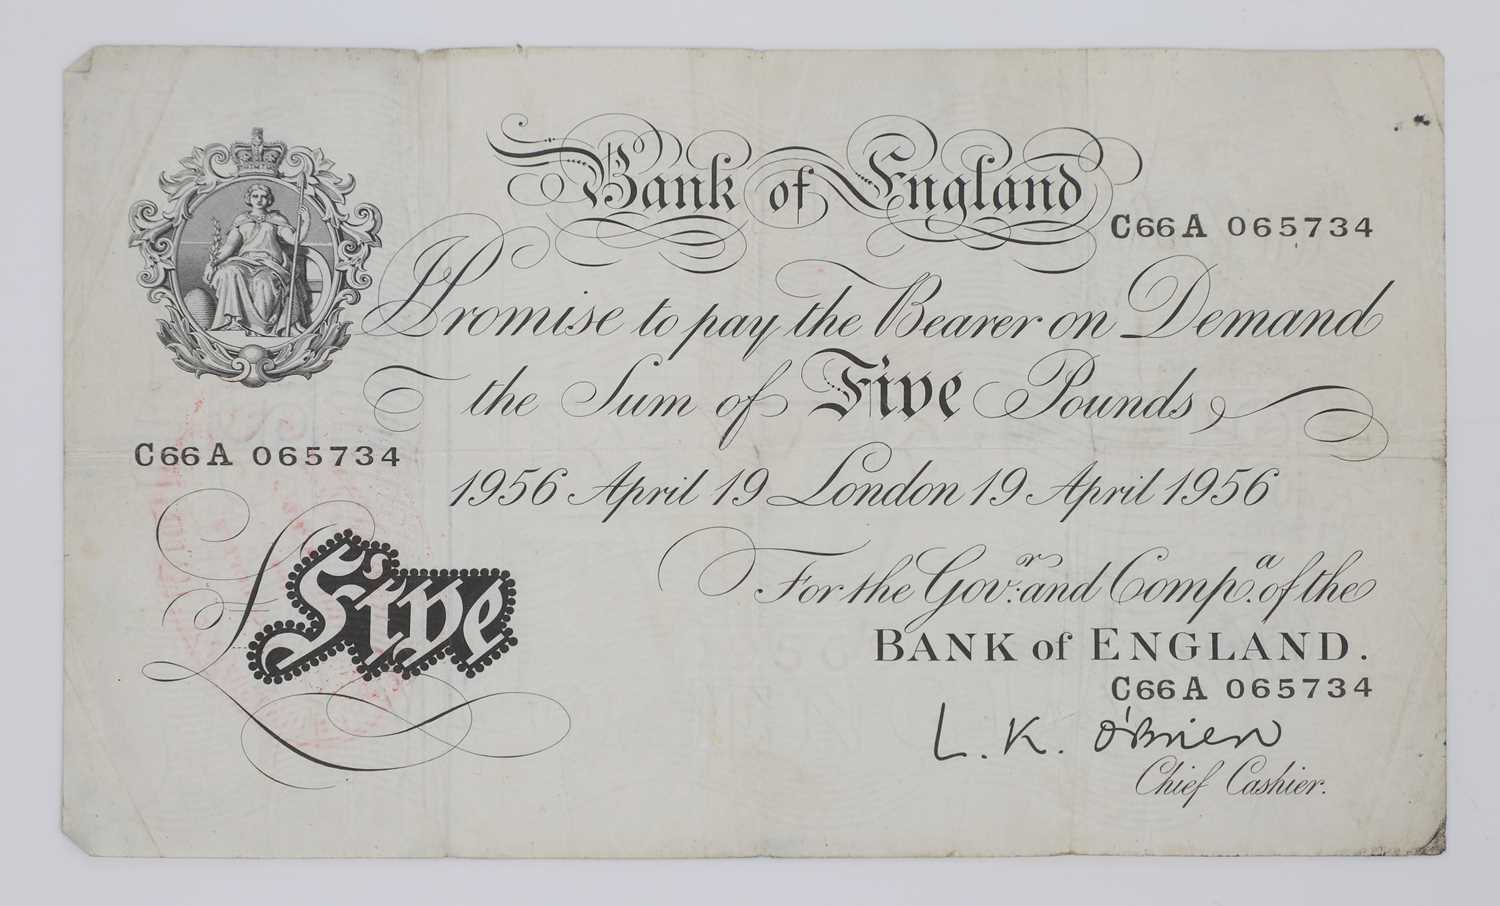 Bank of England
C66A 065734
I Promise to pay the Bearer on Demand
the Sum of Five Pounds
C66A 065734
1956 April 19 London 19 April 1956
£Five
For the Gov.r and Comp.a of the
BANK of ENGLAND.
C66A 065734
L. K. O'Brien
Chief Cashier.